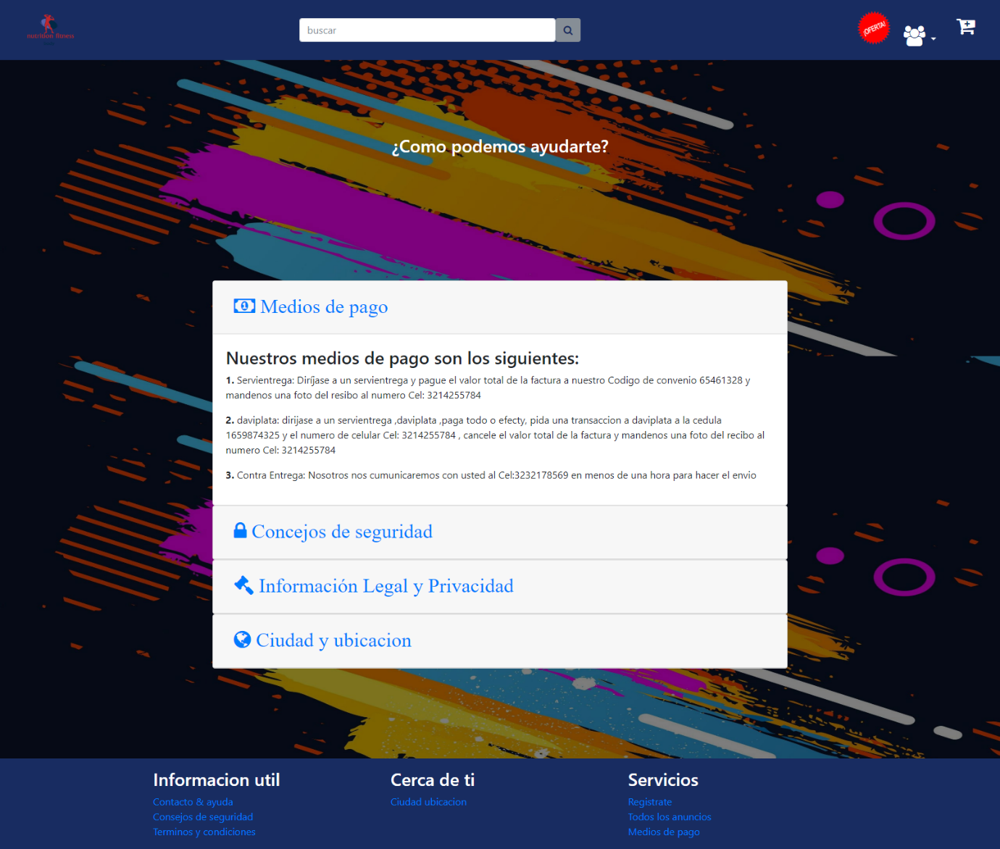 nutrition fitness
buscar
¡OFERTA!
¿Como podemos ayudarte?
Medios de pago
Nuestros medios de pago son los siguientes:
1. Servientrega: Diríjase a un servientrega y pague el valor total de la factura a nuestro Codigo de convenio 65461328 y
mandenos una foto del resibo al numero Cel: 3214255784
2. daviplata: dirijase a un servientrega ,daviplata ,paga todo o efecty, pida una transaccion a daviplata a la cedula
1659874325 y el numero de celular Cel: 3214255784 , cancele el valor total de la factura y mandenos una foto del recibo al
numero Cel: 3214255784
3. Contra Entrega: Nosotros nos cumunicaremos con usted al Cel:3232178569 en menos de una hora para hacer el envio
Concejos de seguridad
Información Legal y Privacidad
Ciudad y ubicacion
Informacion util
Contacto & ayuda
Consejos de seguridad
Terminos y condiciones
Cerca de ti
Ciudad ubicacion
Servicios
Registrate
Todos los anuncios
Medios de pago